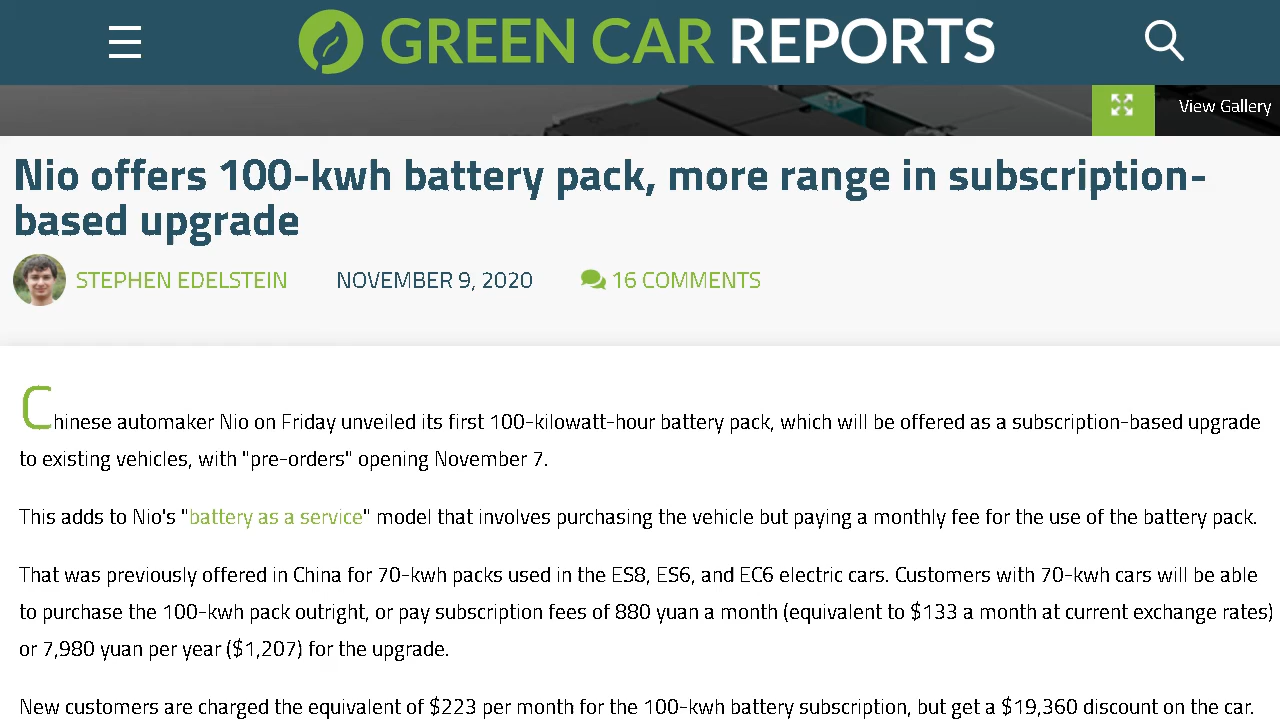 GREEN CAR REPORTS
View Gallery
Nio offers 100-kwh battery pack, more range in subscription-
based upgrade
STEPHEN EDELSTEIN NOVEMBER 9, 2020 16 COMMENTS
Chinese automaker Nio on Friday unveiled its first 100-kilowatt-hour battery pack, which will be offered as a subscription-based upgrade
to existing vehicles, with "pre-orders" opening November 7.
This adds to Nio's "battery as a service" model that involves purchasing the vehicle but paying a monthly fee for the use of the battery pack.
That was previously offered in China for 70-kwh packs used in the ES8, ES6, and EC6 electric cars. Customers with 70-kwh cars will be able
to purchase the 100-kwh pack outright, or pay subscription fees of 880 yuan a month (equivalent to $133 a month at current exchange rates)
or 7,980 yuan per year ($1,207) for the upgrade.
New customers are charged the equivalent of $223 per month for the 100-kwh battery subscription, but get a $19,360 discount on the car.